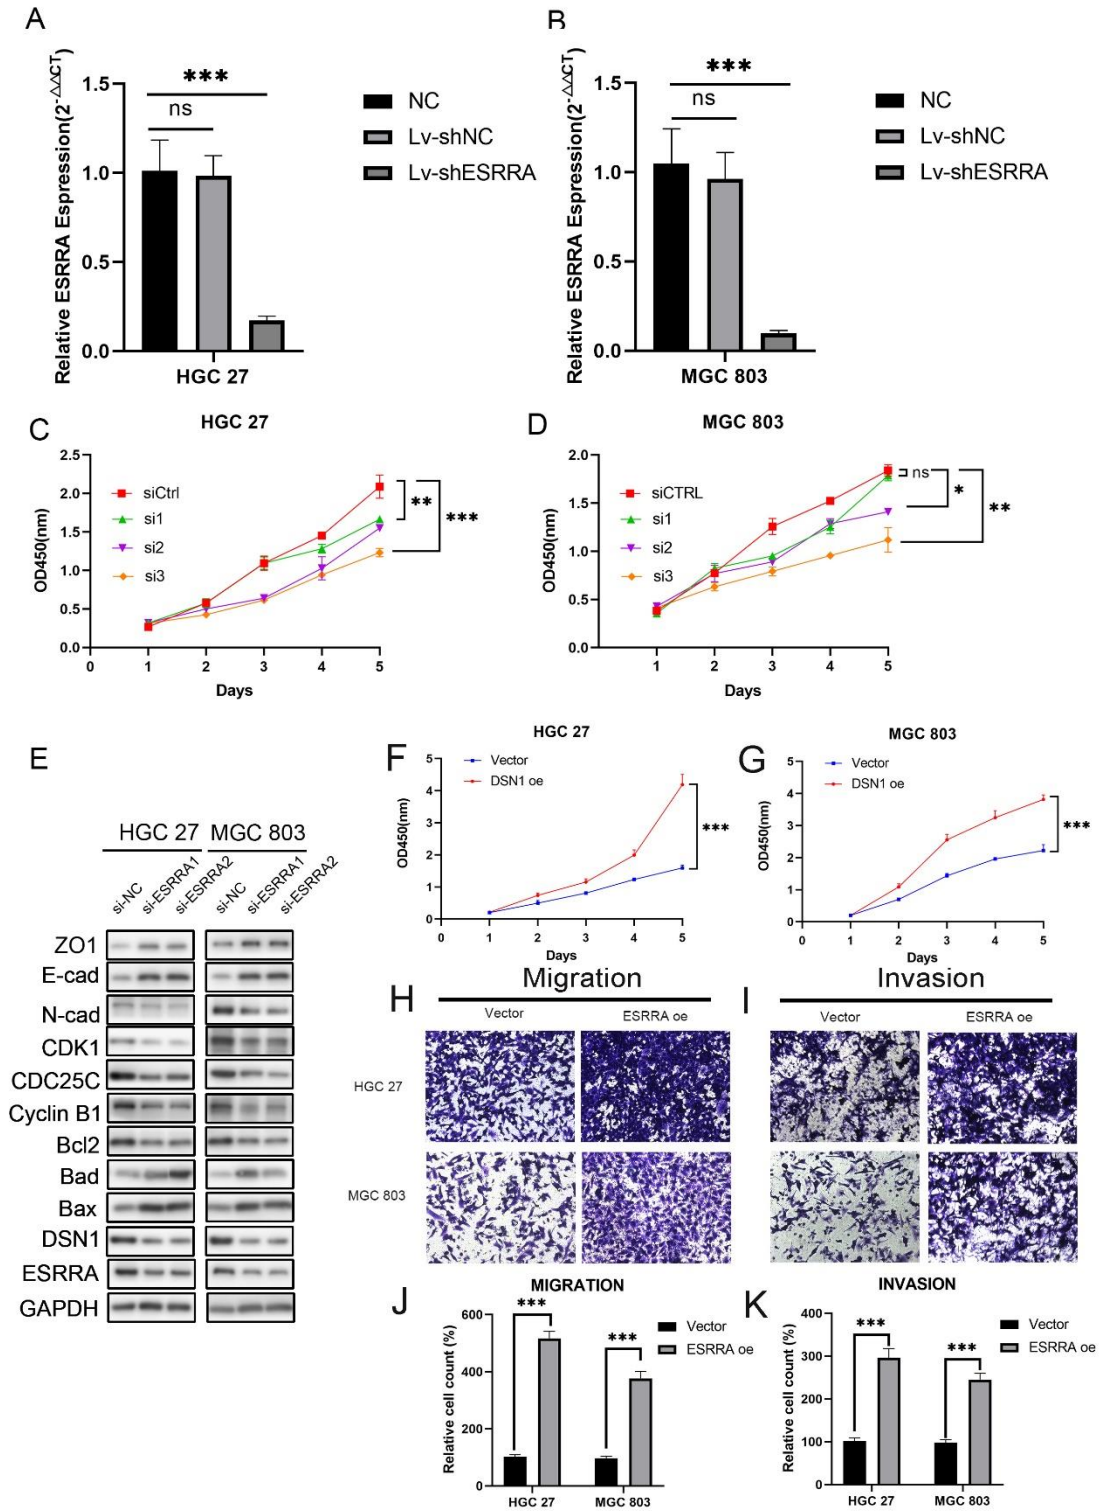 A
Relative ESRRA Espression(2^-△△CT)
1.5
1.0
0.5
0.0
***
ns
HGC 27
NC
Lv-shNC
Lv-shESRRA
B
Relative ESRRA Espression(2^-△△CT)
1.5
1.0
0.5
0.0
***
ns
MGC 803
NC
Lv-shNC
Lv-shESRRA
C
HGC 27
OD450(nm)
2.5
2.0
1.5
1.0
0.5
0.0
siCtrl
si1
si2
si3
**
***
0 1 2 3 4 5
Days
D
MGC 803
OD450(nm)
2.0
1.5
1.0
0.5
0.0
siCTRL
si1
si2
si3
ns
*
**
0 1 2 3 4 5
Days
E
HGC 27 MGC 803
si-NC si-ESRRA1 si-ESRRA2 si-NC si-ESRRA1 si-ESRRA2
ZO1
E-cad
N-cad
CDK1
CDC25C
Cyclin B1
Bcl2
Bad
Bax
DSN1
ESRRA
GAPDH
F
HGC 27
OD450(nm)
5
4
3
2
1
0
Vector
DSN1 oe
***
0 1 2 3 4 5
Days
G
MGC 803
OD450(nm)
5
4
3
2
1
0
Vector
DSN1 oe
***
0 1 2 3 4 5
Days
H
Migration
Vector ESRRA oe
HGC 27
MGC 803
I
Invasion
Vector ESRRA oe
J
MIGRATION
Relative cell count (%)
600
400
200
0
***
***
Vector
ESRRA oe
HGC 27 MGC 803
K
INVASION
Relative cell count (%)
400
300
200
100
0
***
***
Vector
ESRRA oe
HGC 27 MGC 803